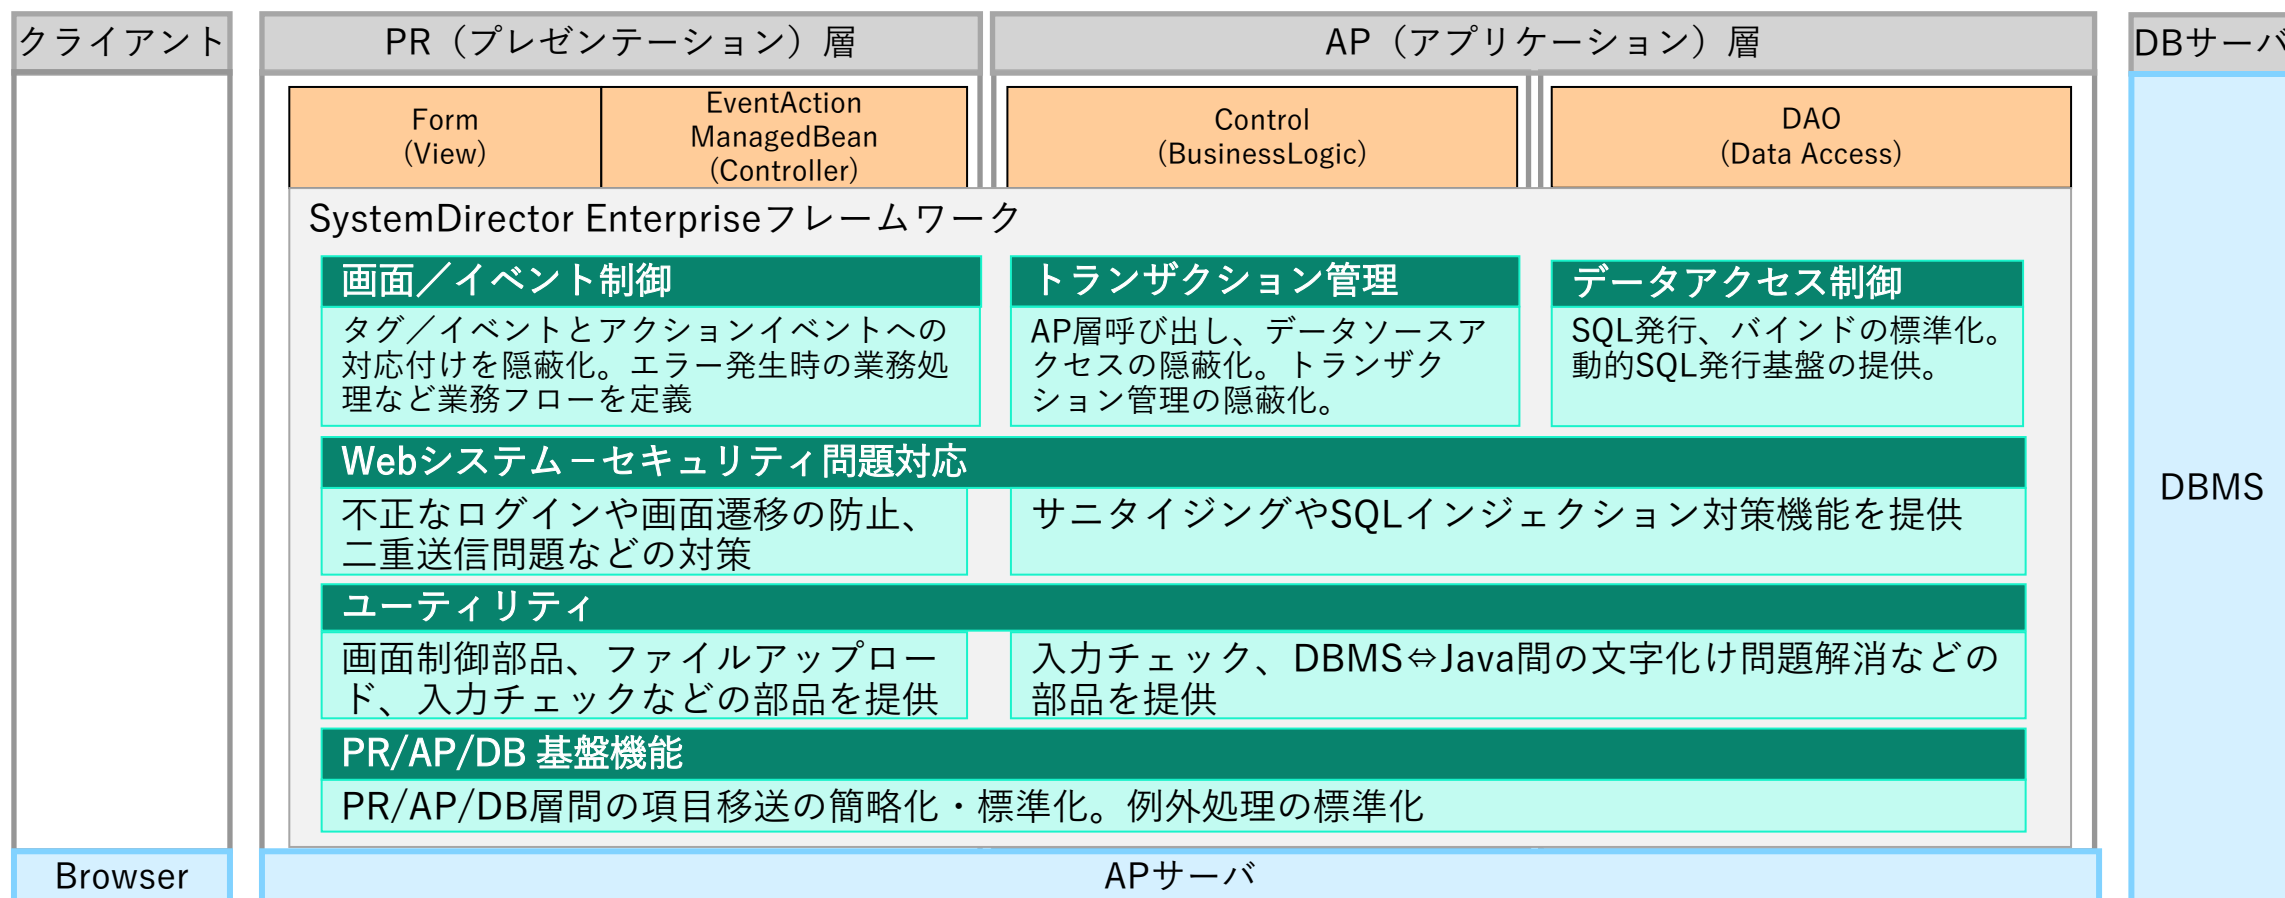 クライアント
PR（プレゼンテーション）層
AP（アプリケーション）層
DBサーバ
Form
(View)
EventAction
ManagedBean
(Controller)
Control
(BusinessLogic)
DAO
(Data Access)
SystemDirector Enterpriseフレームワーク
画面／イベント制御
タグ／イベントとアクションイベントへの
対応付けを隠蔽化。エラー発生時の業務処
理など業務フローを定義
トランザクション管理
AP層呼び出し、データソースア
クセスの隠蔽化。トランザク
ション管理の隠蔽化。
データアクセス制御
SQL発行、バインドの標準化。
動的SQL発行基盤の提供。
Webシステム－セキュリティ問題対応
不正なログインや画面遷移の防止、
二重送信問題などの対策
サニタイジングやSQLインジェクション対策機能を提供
ユーティリティ
画面制御部品、ファイルアップロー
ド、入力チェックなどの部品を提供
入力チェック、DBMS⇔Java間の文字化け問題解消などの
部品を提供
PR/AP/DB 基盤機能
PR/AP/DB層間の項目移送の簡略化・標準化。例外処理の標準化
DBMS
Browser
APサーバ